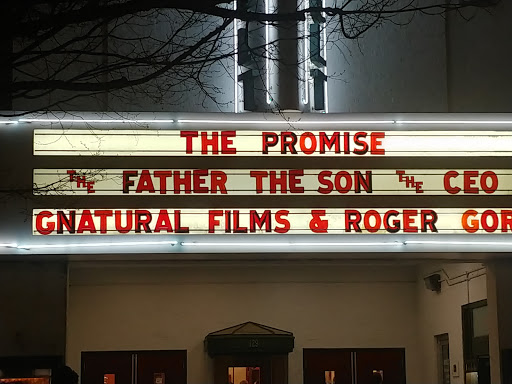 THE PROMISE
THE FATHER THE SON THE CEO
GNATURAL FILMS & ROGER GOR